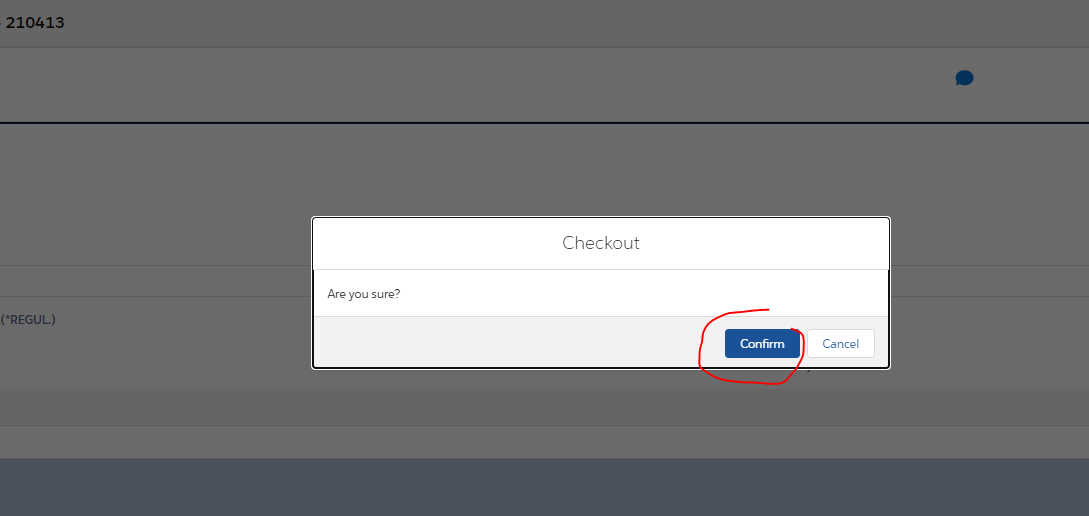 210413
Checkout
Are you sure?
(*REGUL.)
Confirm
Cancel